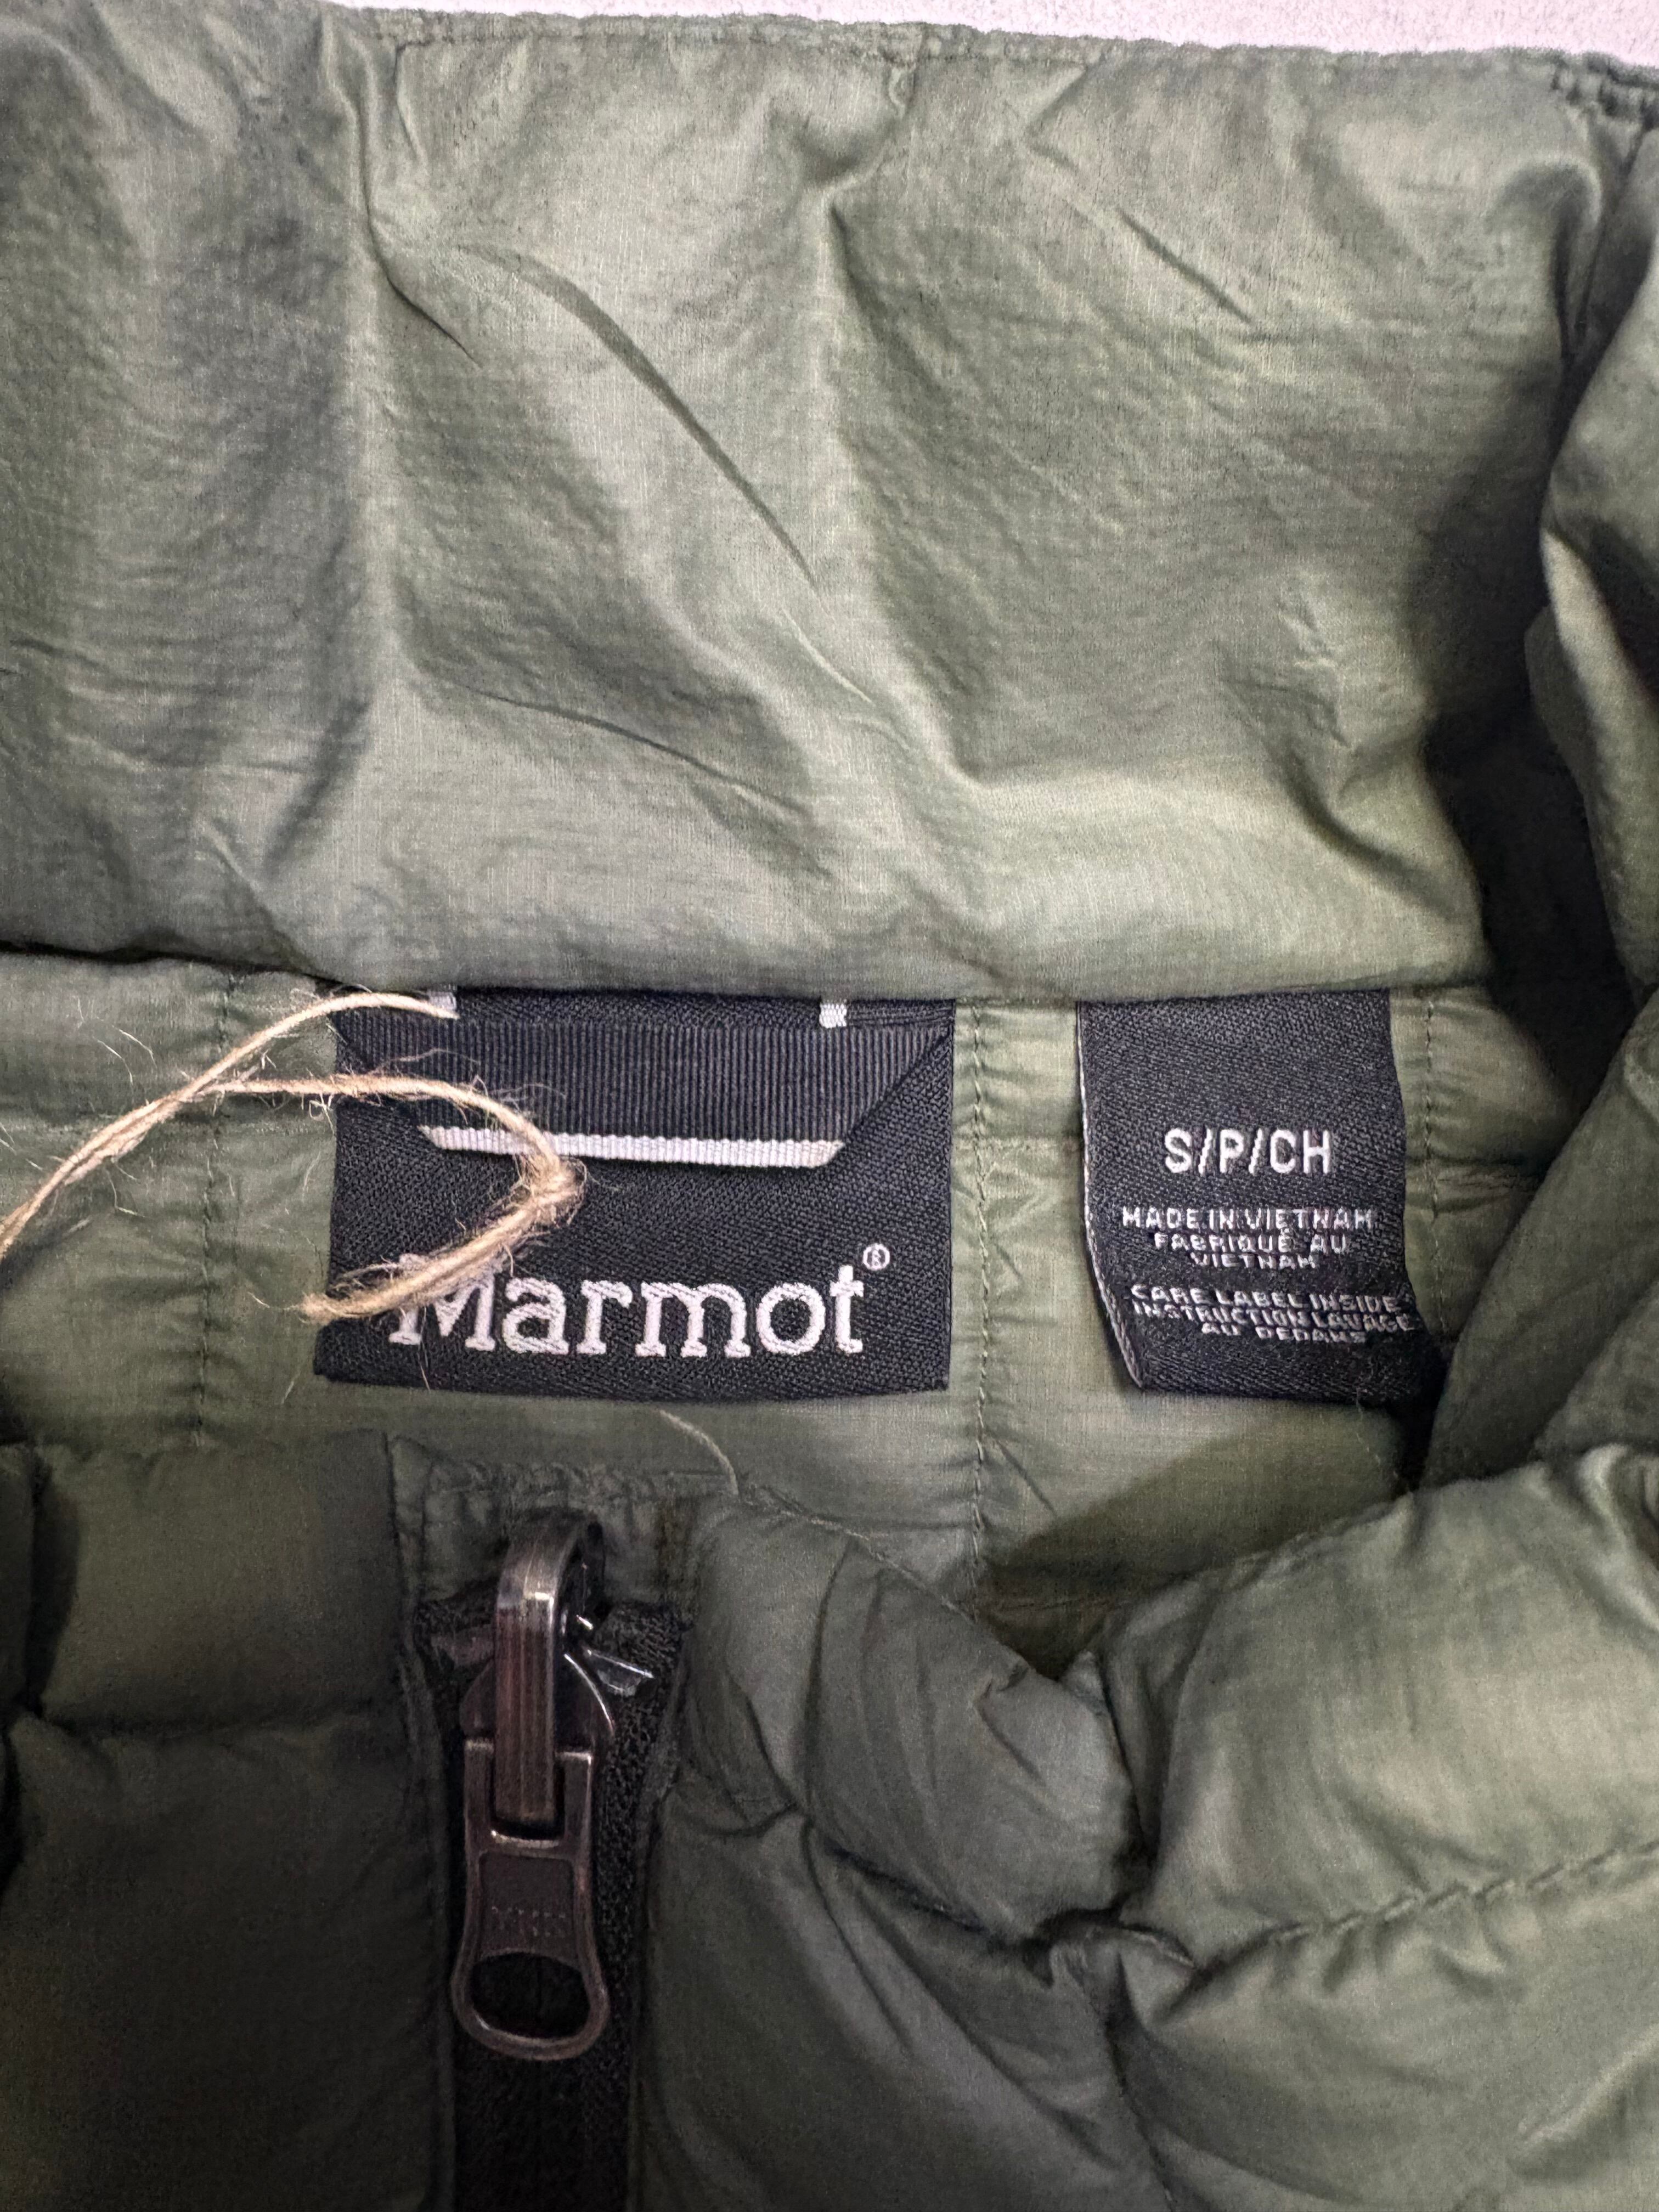 Marmot®
S/P/CH
MADE IN VIETNAM
FABRIQUÉ AU
VIETNAM
CARE LABEL INSIDE
INSTRUCTION LAVAGE
AU DEDANS